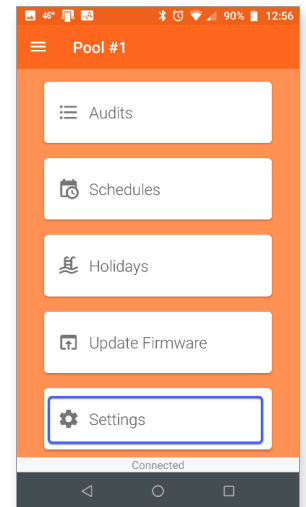 46° 90% 12:56
Pool #1
Audits
Schedules
Holidays
Update Firmware
Settings
Connected